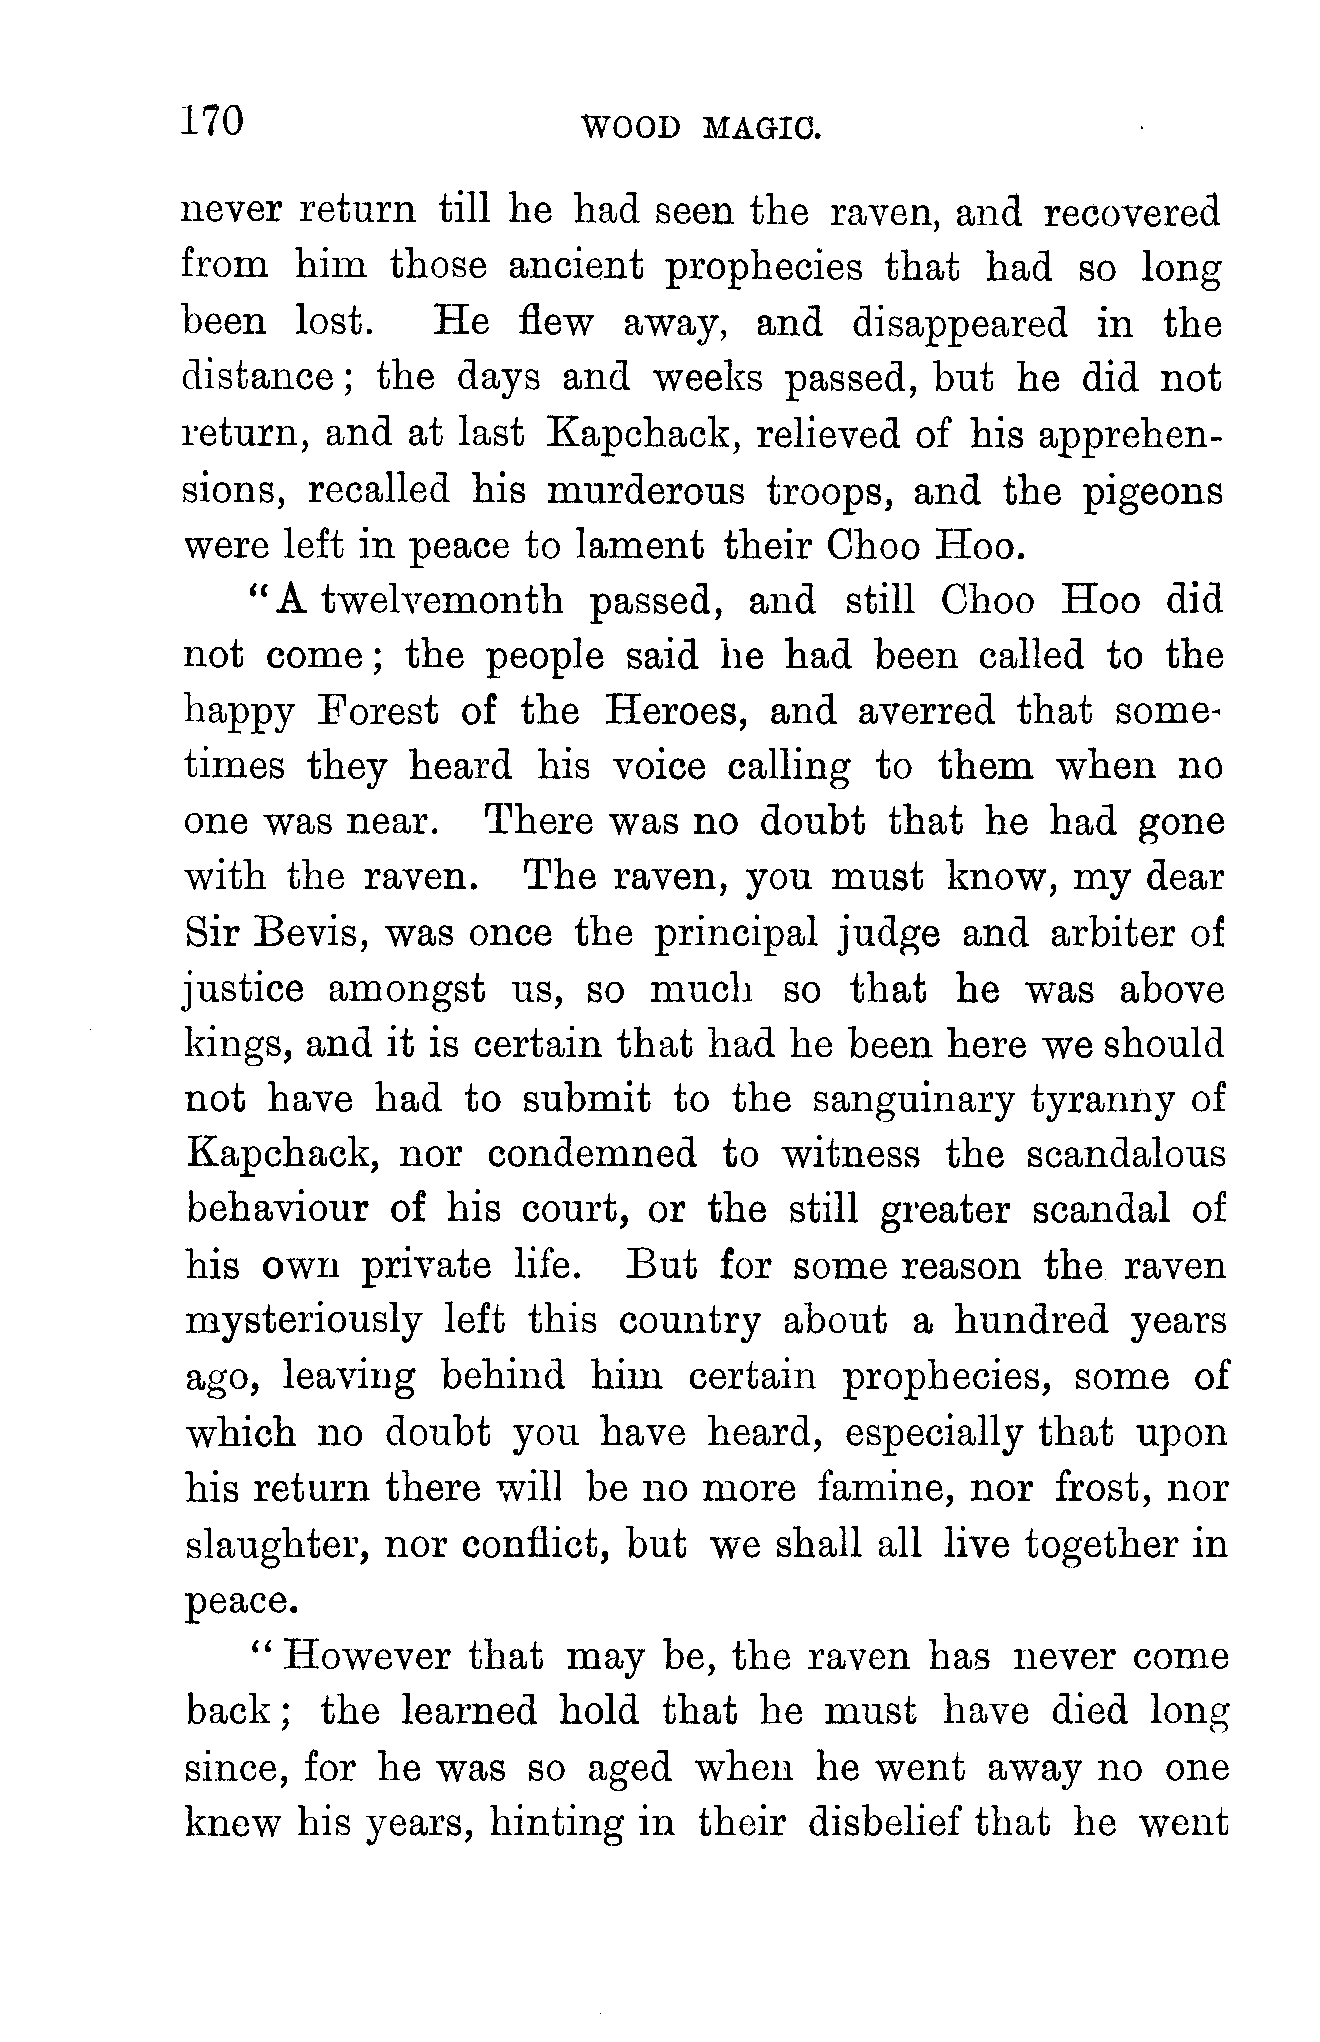 170 WOOD MAGIC.
never return till he had seen the raven, and recovered
from him those ancient prophecies that had so long
been lost. He flew away, and disappeared in the
distance; the days and weeks passed, but he did not
return, and at last Kapchack, relieved of his apprehen-
sions, recalled his murderous troops, and the pigeons
were left in peace to lament their Choo Hoo.
“A twelvemonth passed, and still Choo Hoo did
not come; the people said he had been called to the
happy Forest of the Heroes, and averred that some-
times they heard his voice calling to them when no
one was near. There was no doubt that he had gone
with the raven. The raven, you must know, my dear
Sir Bevis, was once the principal judge and arbiter of
justice amongst us, so much so that he was above
kings, and it is certain that had he been here we should
not have had to submit to the sanguinary tyranny of
Kapchack, nor condemned to witness the scandalous
behaviour of his court, or the still greater scandal of
his own private life. But for some reason the raven
mysteriously left this country about a hundred years
ago, leaving behind him certain prophecies, some of
which no doubt you have heard, especially that upon
his return there will be no more famine, nor frost, nor
slaughter, nor conflict, but we shall all live together in
peace.
“However that may be, the raven has never come
back; the learned hold that he must have died long
since, for he was so aged when he went away no one
knew his years, hinting in their disbelief that he went